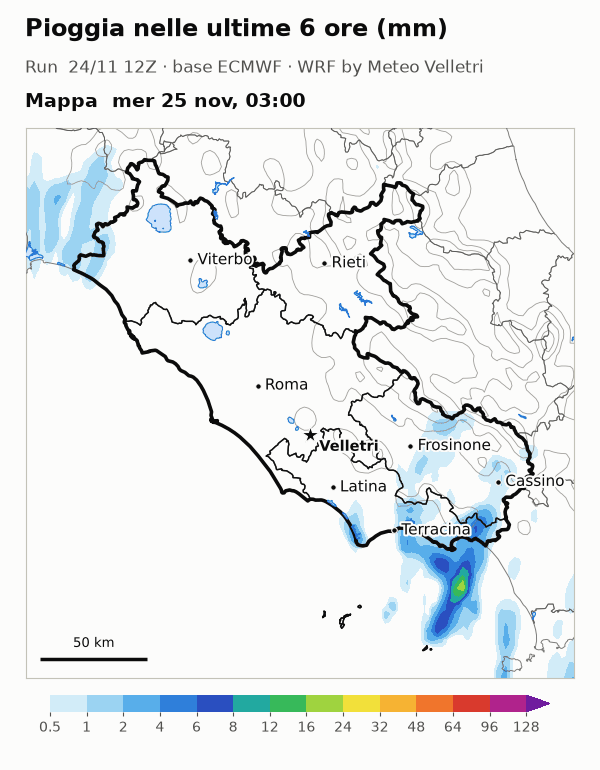 Pioggia nelle ultime 6 ore (mm)
Run  24/11 12Z · base ECMWF · WRF by Meteo Velletri
Mappa  mer 25 nov, 03:00
Viterbo
Rieti
Roma
Velletri
Frosinone
Latina
Cassino
Terracina
50 km
0.5 1 2 4 6 8 12 16 24 32 48 64 96 128